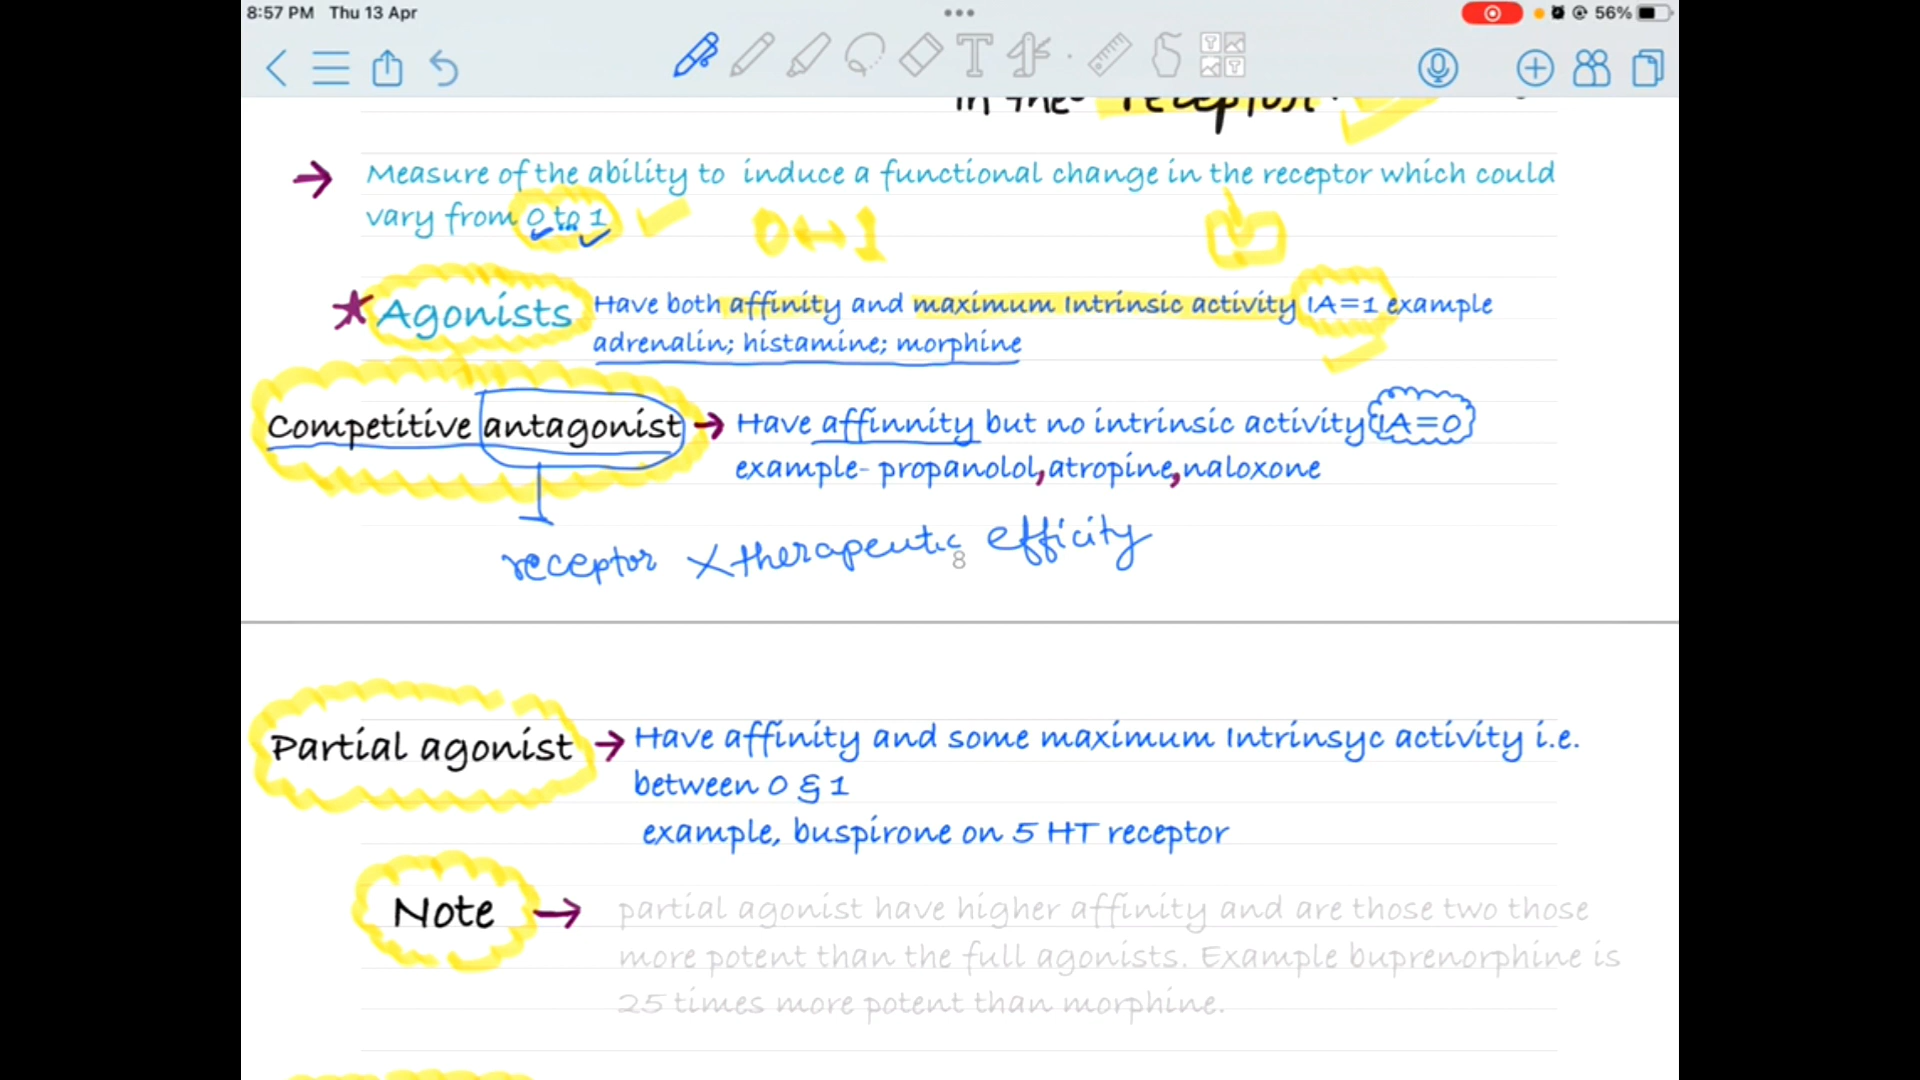 8:57 PM Thu 13 Apr
56%
in the receptor.
Measure of the ability to induce a functional change in the receptor which could
vary from 0 to 1
0 ↔ 1
Agonists Have both affinity and maximum Intrinsic activity IA=1 example
adrenalin; histamine; morphine
Competitive antagonist → Have affinnity but no intrinsic activity IA=0
example- propanolol, atropine, naloxone
receptor X therapeutic efficity
8
Partial agonist → Have affinity and some maximum Intrinsyc activity i.e.
between 0 & 1
example, buspirone on 5 HT receptor
Note → partial agonist have higher affinity and are those two those
more potent than the full agonists. Example buprenorphine is
25 times more potent than morphine.